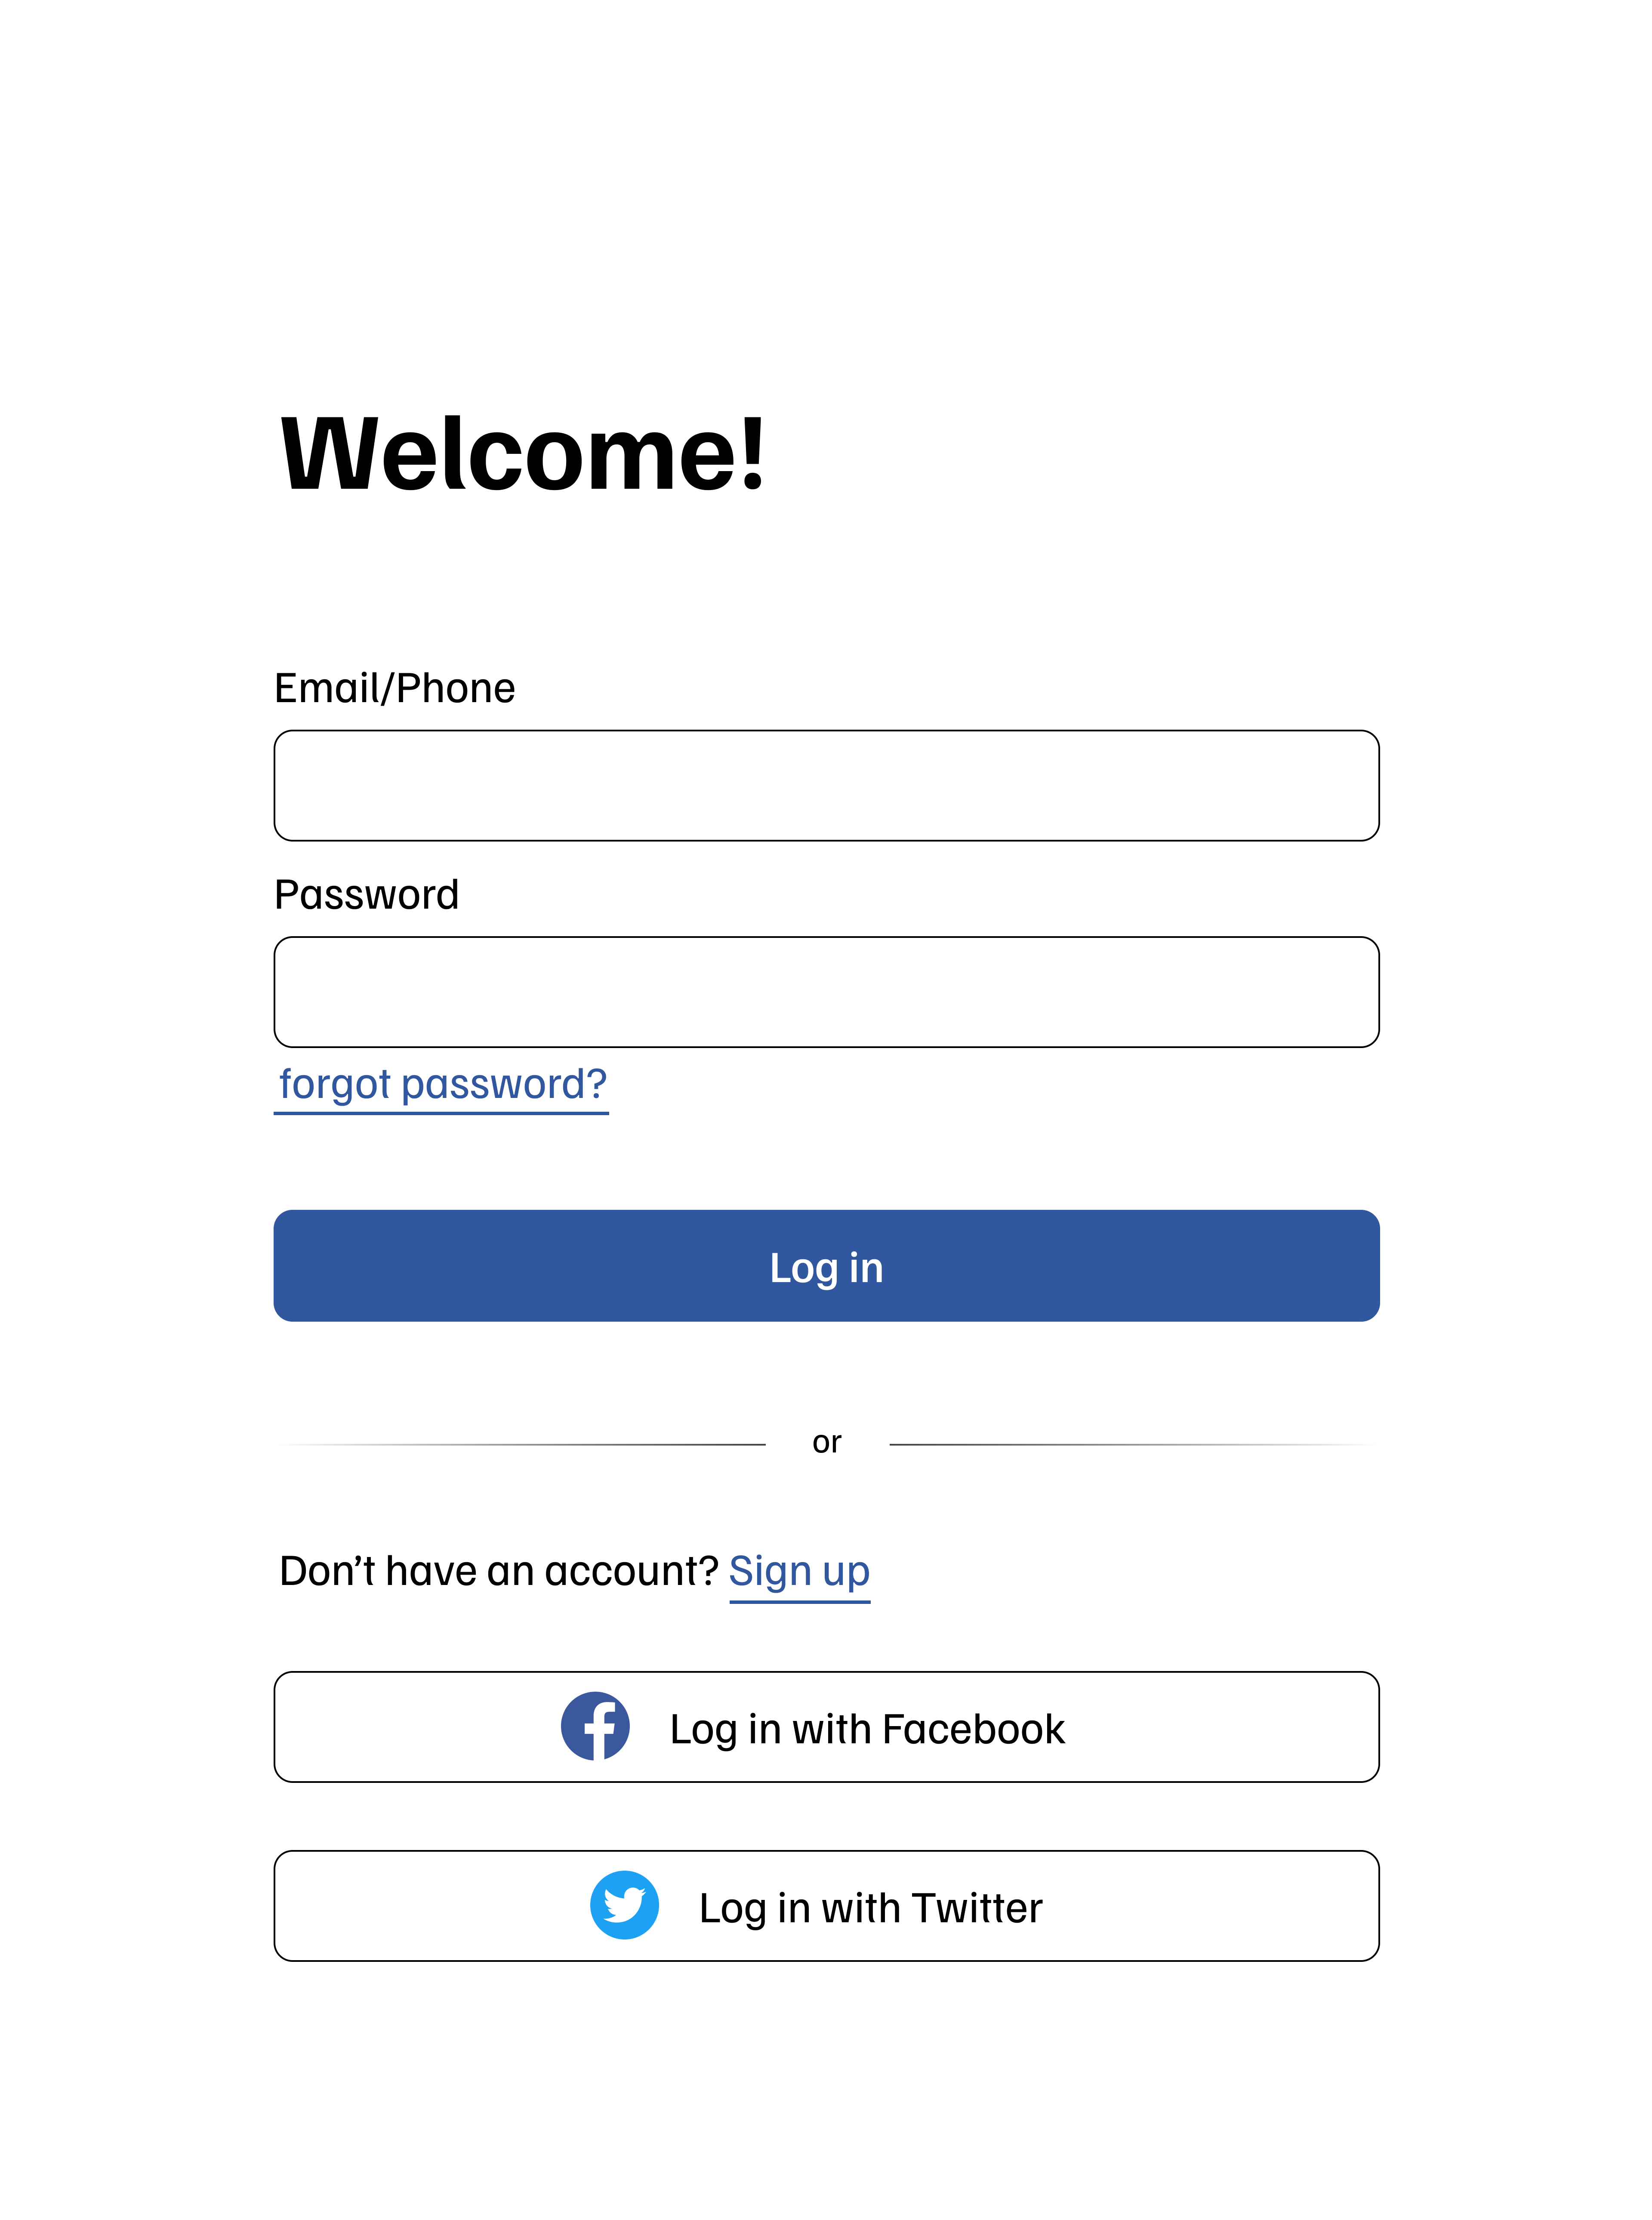 Welcome!
Email/Phone
Password
forgot password?
Log in
or
Don’t have an account? Sign up
Log in with Facebook
Log in with Twitter